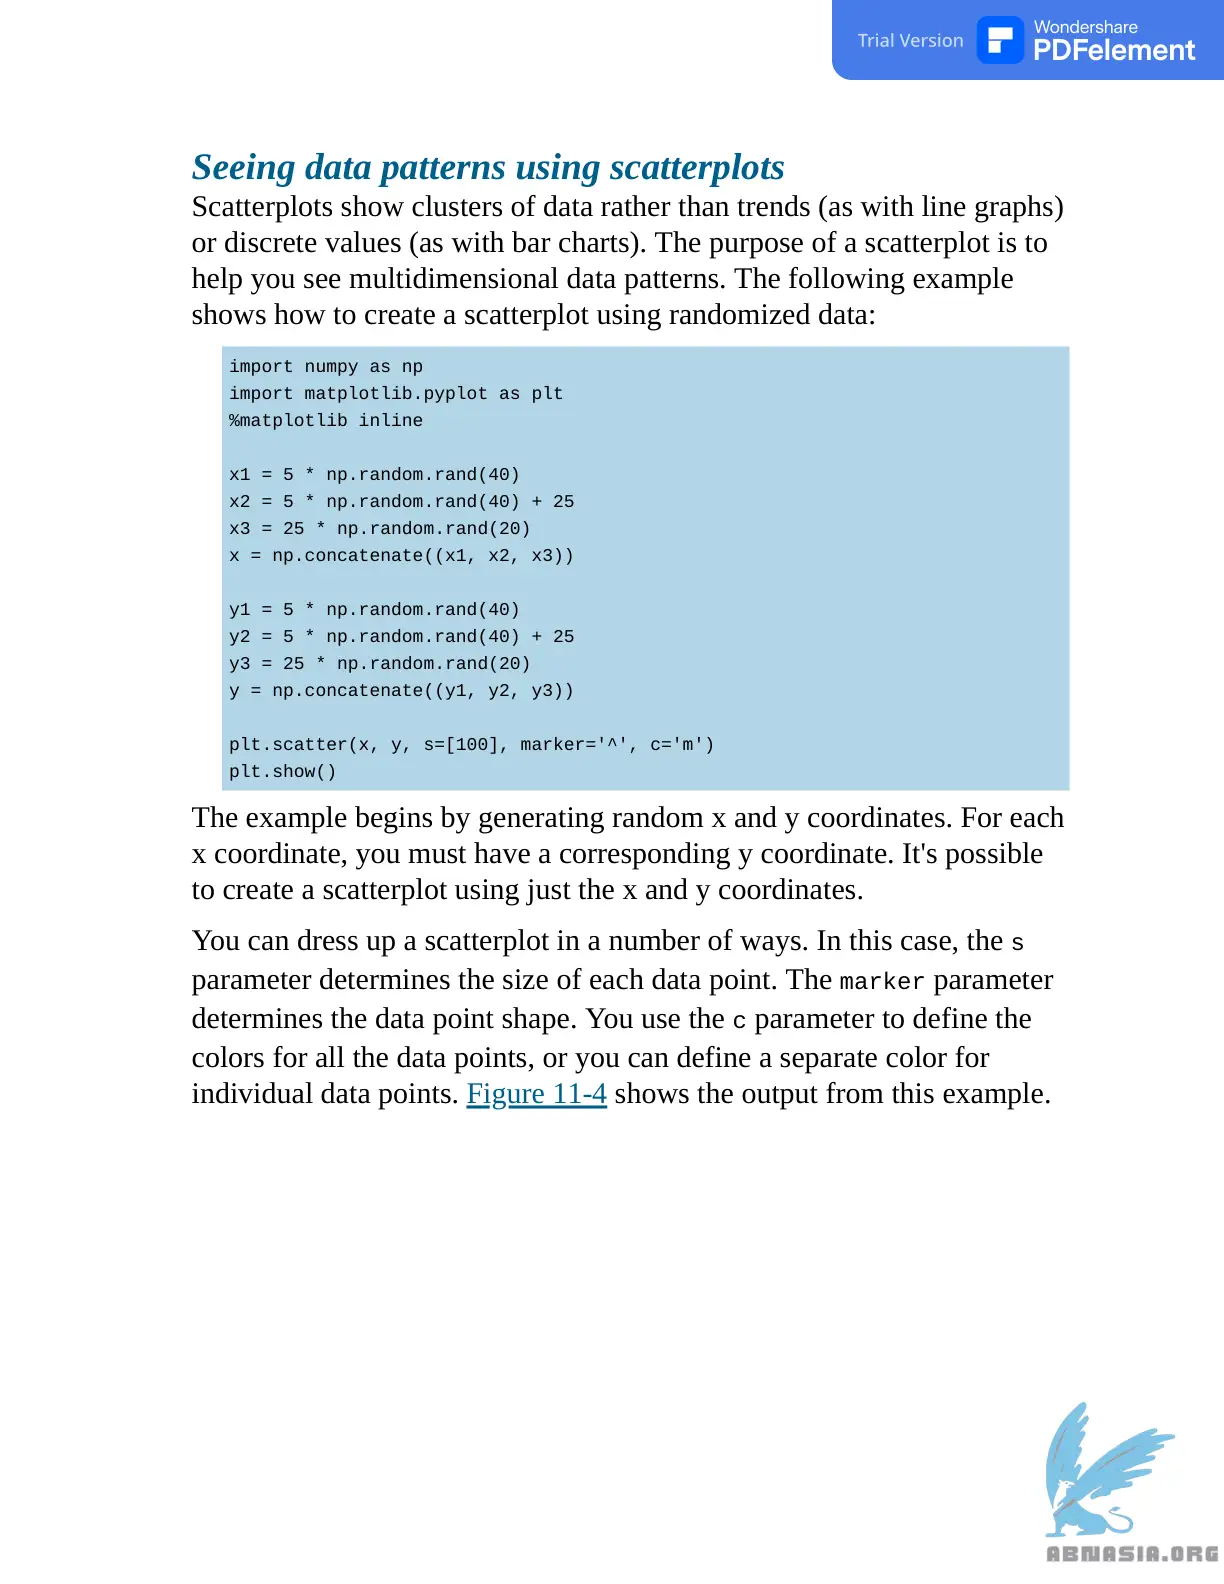 Trial Version
Wondershare
PDFelement
Seeing data patterns using scatterplots
Scatterplots show clusters of data rather than trends (as with line graphs)
or discrete values (as with bar charts). The purpose of a scatterplot is to
help you see multidimensional data patterns. The following example
shows how to create a scatterplot using randomized data:
import numpy as np
import matplotlib.pyplot as plt
%matplotlib inline
x1 = 5 * np.random.rand(40)
x2 = 5 * np.random.rand(40) + 25
x3 = 25 * np.random.rand(20)
x = np.concatenate((x1, x2, x3))
y1 = 5 * np.random.rand(40)
y2 = 5 * np.random.rand(40) + 25
y3 = 25 * np.random.rand(20)
y = np.concatenate((y1, y2, y3))
plt.scatter(x, y, s=[100], marker='^', c='m')
plt.show()
The example begins by generating random x and y coordinates. For each
x coordinate, you must have a corresponding y coordinate. It's possible
to create a scatterplot using just the x and y coordinates.
You can dress up a scatterplot in a number of ways. In this case, the s
parameter determines the size of each data point. The marker parameter
determines the data point shape. You use the c parameter to define the
colors for all the data points, or you can define a separate color for
individual data points. Figure 11-4 shows the output from this example.
ABNASIA.ORG